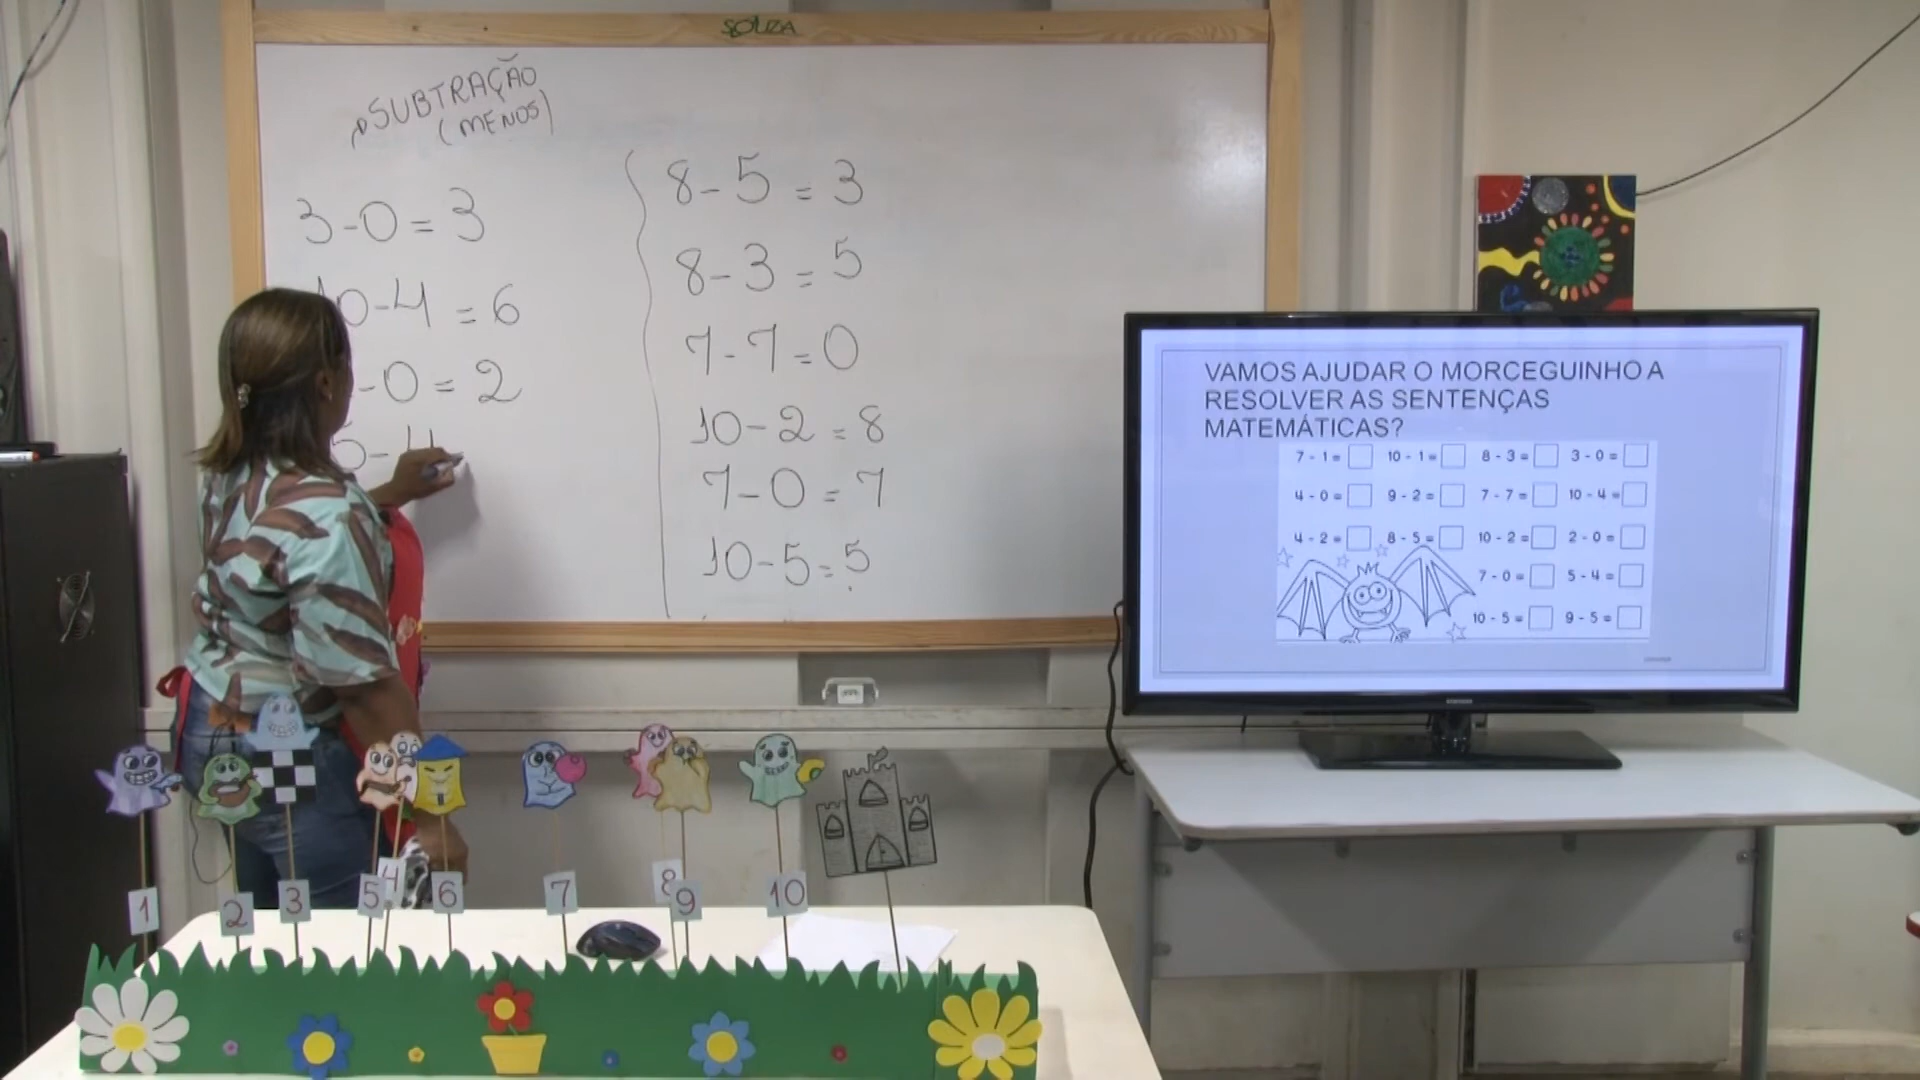 SOUZA
SUBTRAÇÃO
(MENOS)
3-0=3
10-4=6
-0=2
5-4
8-5=3
8-3=5
7-7=0
10-2=8
7-0=7
10-5=5
VAMOS AJUDAR O MORCEGUINHO A
RESOLVER AS SENTENÇAS
MATEMÁTICAS?
7 - 1 = 10 - 1 = 8 - 3 = 3 - 0 =
4 - 0 = 9 - 2 = 7 - 7 = 10 - 4 =
4 - 2 = 8 - 5 = 10 - 2 = 2 - 0 =
7 - 0 = 5 - 4 =
10 - 5 = 9 - 5 =
1 2 3 5 4 6 7 8 9 10